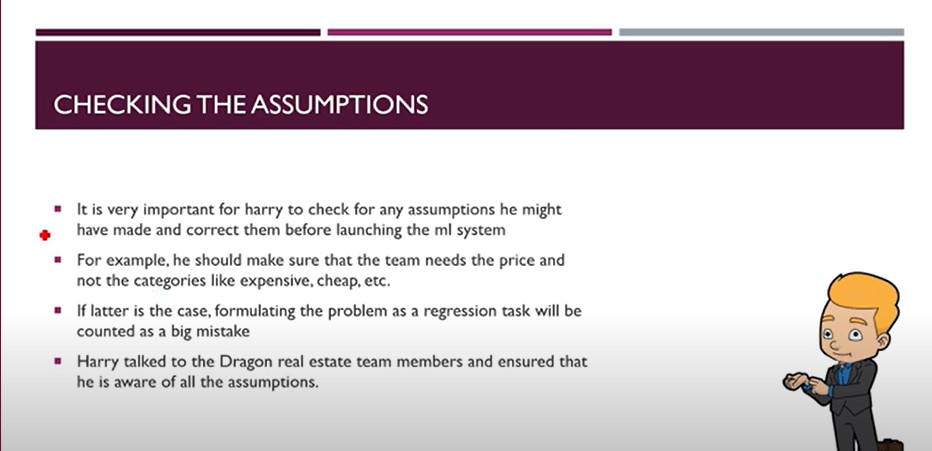 CHECKING THE ASSUMPTIONS
It is very important for harry to check for any assumptions he might
have made and correct them before launching the ml system
For example, he should make sure that the team needs the price and
not the categories like expensive, cheap, etc.
If latter is the case, formulating the problem as a regression task will be
counted as a big mistake
Harry talked to the Dragon real estate team members and ensured that
he is aware of all the assumptions.